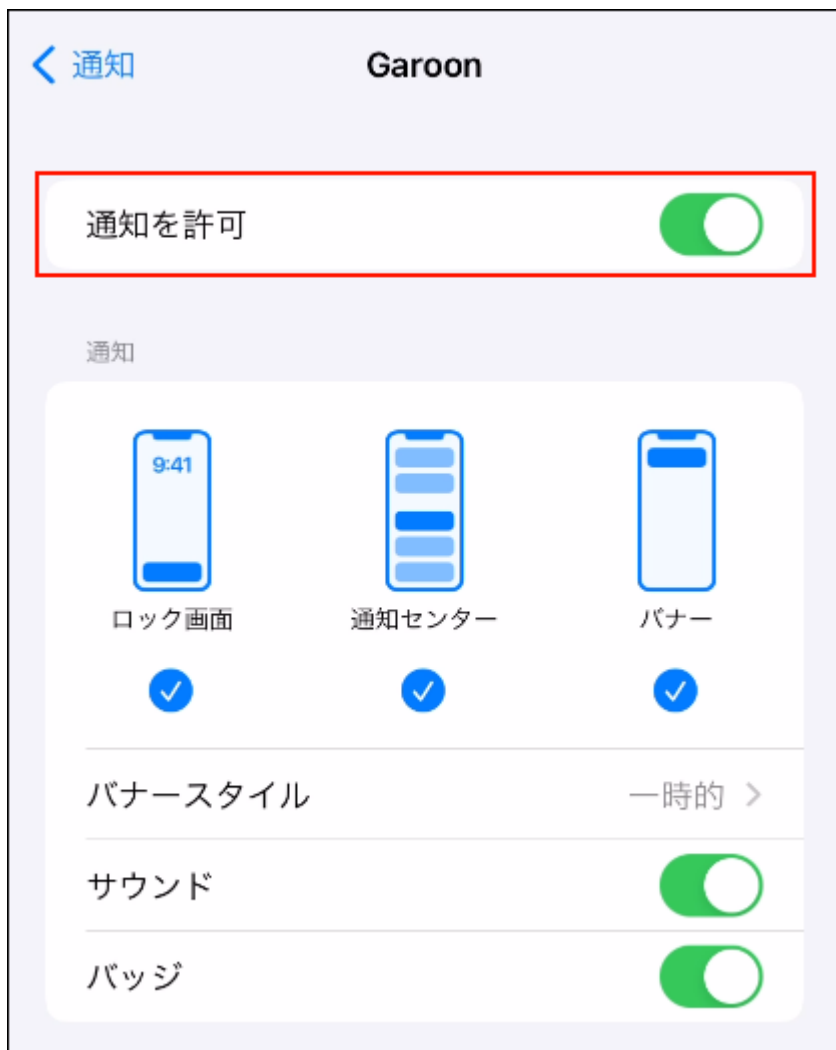 通知
Garoon
通知を許可
通知
9:41
ロック画面
通知センター
バナー
バナースタイル
一時的
サウンド
バッジ